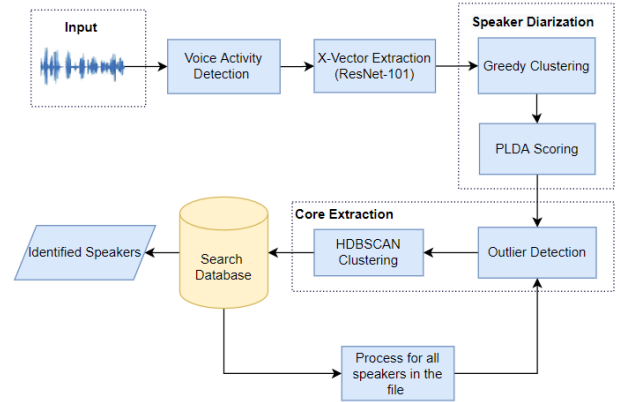 Input
Voice Activity
Detection
X-Vector Extraction
(ResNet-101)
Speaker Diarization
Greedy Clustering
PLDA Scoring
Core Extraction
Outlier Detection
HDBSCAN
Clustering
Search
Database
Identified Speakers
Process for all
speakers in the
file